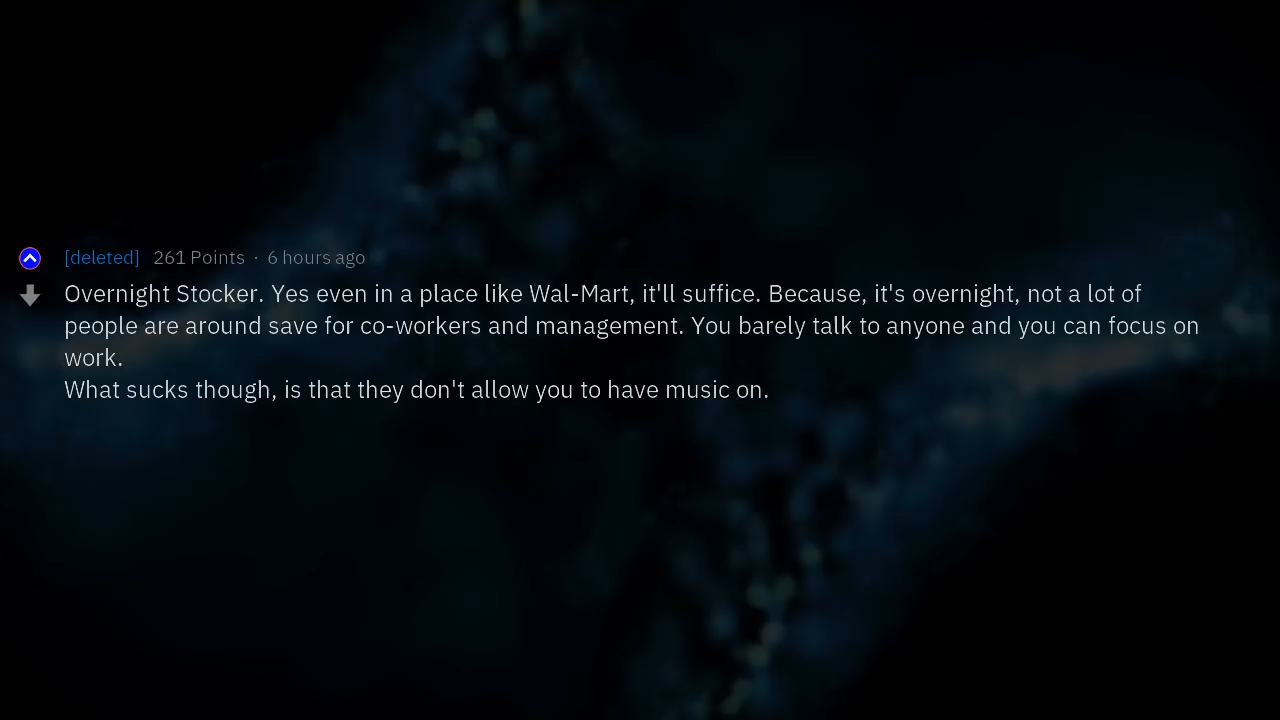 [deleted] 261 Points · 6 hours ago
Overnight Stocker. Yes even in a place like Wal-Mart, it'll suffice. Because, it's overnight, not a lot of
people are around save for co-workers and management. You barely talk to anyone and you can focus on
work.
What sucks though, is that they don't allow you to have music on.